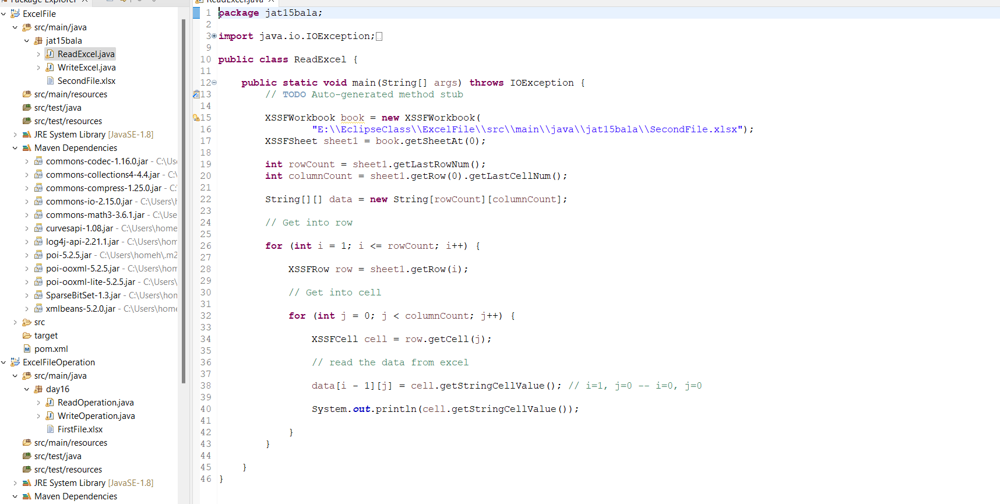 Package Explorer
ExcelFile
src/main/java
jat15bala
ReadExcel.java
WriteExcel.java
SecondFile.xlsx
src/main/resources
src/test/java
src/test/resources
JRE System Library [JavaSE-1.8]
Maven Dependencies
commons-codec-1.16.0.jar - C:\Us
commons-collections4-4.4.jar - C:\
commons-compress-1.25.0.jar - C:
commons-io-2.15.0.jar - C:\Users\
commons-math3-3.6.1.jar - C:\Use
curvesapi-1.08.jar - C:\Users\home
log4j-api-2.21.1.jar - C:\Users\hom
poi-5.2.5.jar - C:\Users\homeh\.m2
poi-ooxml-5.2.5.jar - C:\Users\hom
poi-ooxml-lite-5.2.5.jar - C:\Users\
SparseBitSet-1.3.jar - C:\Users\hom
xmlbeans-5.2.0.jar - C:\Users\home
src
target
pom.xml
ExcelFileOperation
src/main/java
day16
ReadOperation.java
WriteOperation.java
FirstFile.xlsx
src/main/resources
src/test/java
src/test/resources
JRE System Library [JavaSE-1.8]
Maven Dependencies
ReadExcel.java
1 package jat15bala;
2
3 import java.io.IOException;
9
10 public class ReadExcel {
11
12 public static void main(String[] args) throws IOException {
13 // TODO Auto-generated method stub
14
15 XSSFWorkbook book = new XSSFWorkbook(
16 "E:\\EclipseClass\\ExcelFile\\src\\main\\java\\jat15bala\\SecondFile.xlsx");
17 XSSFSheet sheet1 = book.getSheetAt(0);
18
19 int rowCount = sheet1.getLastRowNum();
20 int columnCount = sheet1.getRow(0).getLastCellNum();
21
22 String[][] data = new String[rowCount][columnCount];
23
24 // Get into row
25
26 for (int i = 1; i <= rowCount; i++) {
27
28 XSSFRow row = sheet1.getRow(i);
29
30 // Get into cell
31
32 for (int j = 0; j < columnCount; j++) {
33
34 XSSFCell cell = row.getCell(j);
35
36 // read the data from excel
37
38 data[i - 1][j] = cell.getStringCellValue(); // i=1, j=0 -- i=0, j=0
39
40 System.out.println(cell.getStringCellValue());
41
42 }
43 }
44
45 }
46 }